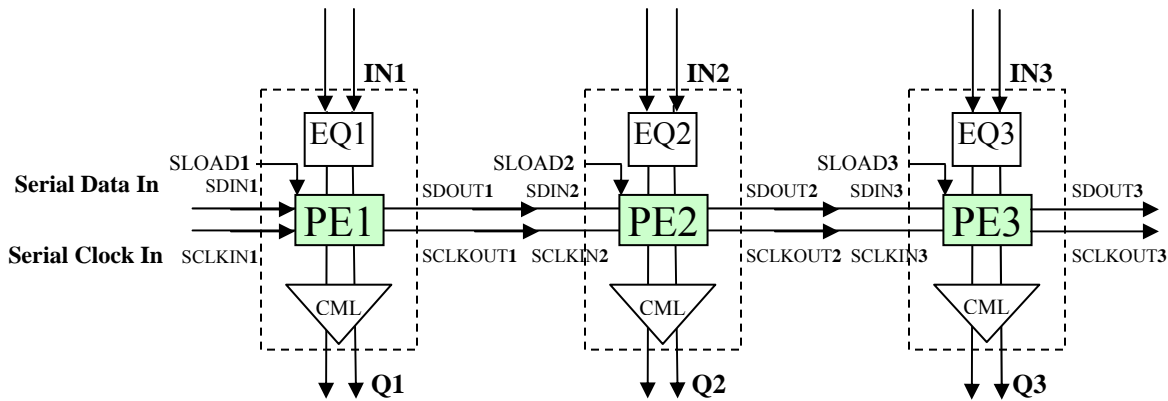 IN1 IN2 IN3
EQ1 EQ2 EQ3
SLOAD1 SLOAD2 SLOAD3
Serial Data In SDIN1 SDOUT1 SDIN2 SDOUT2 SDIN3 SDOUT3
PE1 PE2 PE3
Serial Clock In SCLKIN1 SCLKOUT1 SCLKIN2 SCLKOUT2 SCLKIN3 SCLKOUT3
CML CML CML
Q1 Q2 Q3